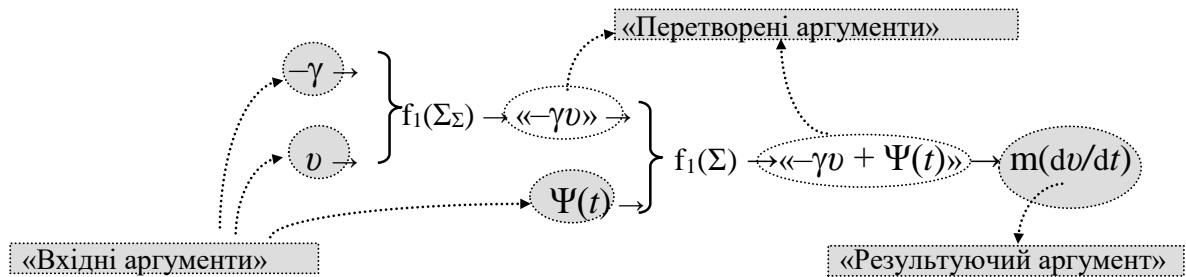 «Перетворені аргументи»
–γ →
f₁(Σ_Σ) → «–γυ» →
υ →
f₁(Σ) → «–γυ + Ψ(t)» → m(dυ/dt)
Ψ(t) →
«Вхідні аргументи»
«Результуючий аргумент»